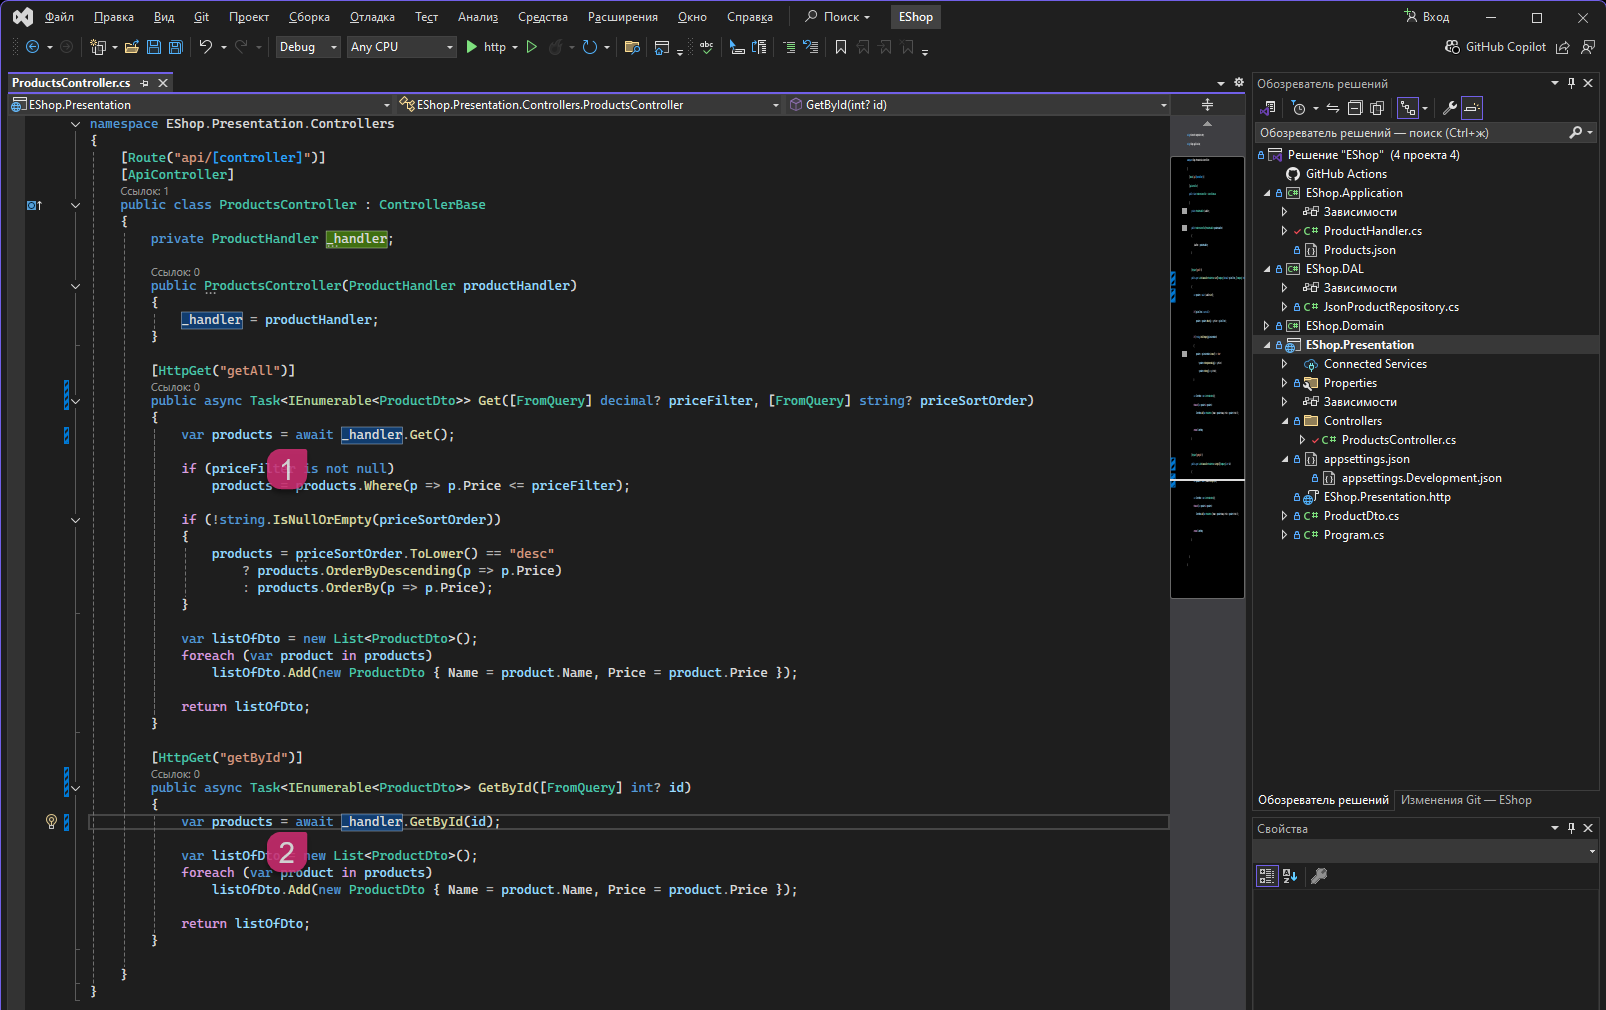 Файл Правка Вид Git Проект Сборка Отладка Тест Анализ Средства Расширения Окно Справка Поиск EShop Вход
Debug Any CPU http GitHub Copilot
ProductsController.cs
EShop.Presentation EShop.Presentation.Controllers.ProductsController GetById(int? id)
namespace EShop.Presentation.Controllers
{
[Route("api/[controller]")]
[ApiController]
Ссылок: 1
public class ProductsController : ControllerBase
{
private ProductHandler _handler;
Ссылок: 0
public ProductsController(ProductHandler productHandler)
{
_handler = productHandler;
}
[HttpGet("getAll")]
Ссылок: 0
public async Task<IEnumerable<ProductDto>> Get([FromQuery] decimal? priceFilter, [FromQuery] string? priceSortOrder)
{
var products = await _handler.Get();
if (priceFilter is not null)
1
products = products.Where(p => p.Price <= priceFilter);
if (!string.IsNullOrEmpty(priceSortOrder))
{
products = priceSortOrder.ToLower() == "desc"
? products.OrderByDescending(p => p.Price)
: products.OrderBy(p => p.Price);
}
var listOfDto = new List<ProductDto>();
foreach (var product in products)
listOfDto.Add(new ProductDto { Name = product.Name, Price = product.Price });
return listOfDto;
}
[HttpGet("getById")]
Ссылок: 0
public async Task<IEnumerable<ProductDto>> GetById([FromQuery] int? id)
{
var products = await _handler.GetById(id);
2
var listOfDto = new List<ProductDto>();
foreach (var product in products)
listOfDto.Add(new ProductDto { Name = product.Name, Price = product.Price });
return listOfDto;
}
}
}
Обозреватель решений
Обозреватель решений — поиск (Ctrl+ж)
Решение "EShop" (4 проекта 4)
GitHub Actions
EShop.Application
Зависимости
C# ProductHandler.cs
Products.json
EShop.DAL
Зависимости
C# JsonProductRepository.cs
EShop.Domain
EShop.Presentation
Connected Services
Properties
Зависимости
Controllers
C# ProductsController.cs
appsettings.json
appsettings.Development.json
EShop.Presentation.http
C# ProductDto.cs
C# Program.cs
Обозреватель решений Изменения Git — EShop
Свойства